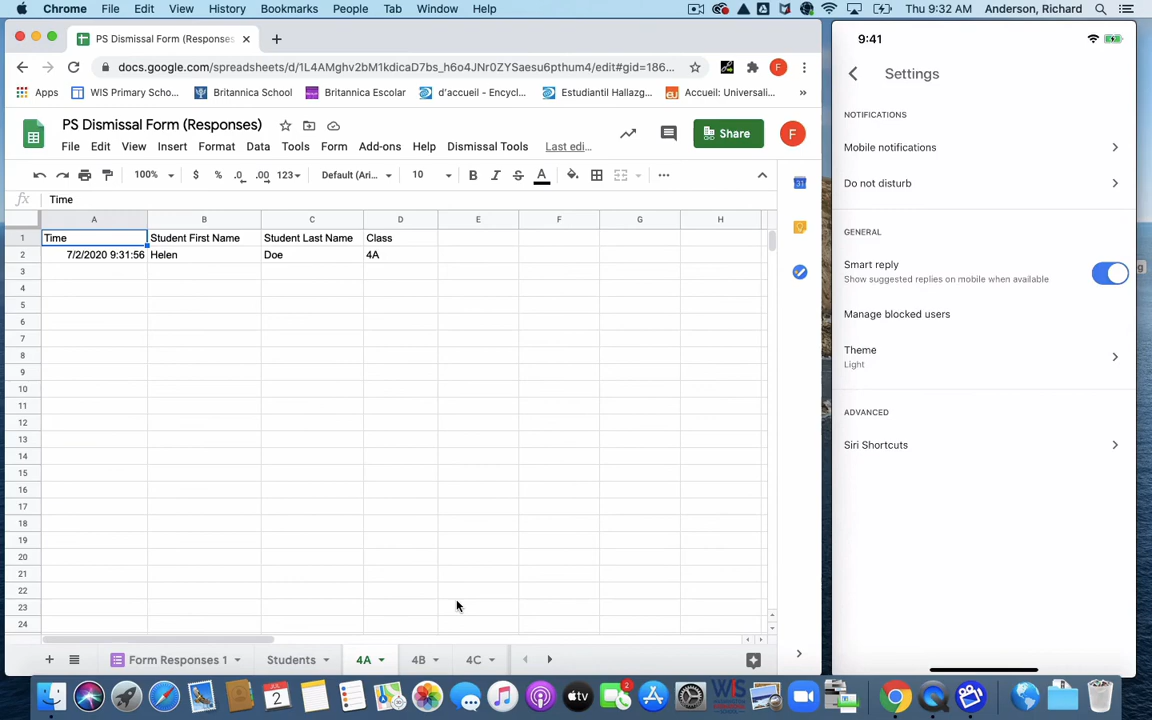 Chrome File Edit View History Bookmarks People Tab Window Help Thu 9:32 AM Anderson, Richard
PS Dismissal Form (Responses)
docs.google.com/spreadsheets/d/1L4AMghv2bM1kdicaD7bs_h6o4JNr0ZYSaesu6pthum4/edit#gid=186...
Apps WIS Primary Scho... Britannica School Britannica Escolar d'accueil - Encycl... Estudiantil Hallazg... Accueil: Universali... »
PS Dismissal Form (Responses)
Share
F
File Edit View Insert Format Data Tools Form Add-ons Help Dismissal Tools Last edi...
100% $ % .0 .00 123 Default (Ari... 10 B I S A
fx Time
A B C D E F G H
1 Time Student First Name Student Last Name Class
2 7/2/2020 9:31:56 Helen Doe 4A
3
4
5
6
7
8
9
10
11
12
13
14
15
16
17
18
19
20
21
22
23
24
Form Responses 1 Students 4A 4B 4C
9:41
Settings
NOTIFICATIONS
Mobile notifications
Do not disturb
GENERAL
Smart reply
Show suggested replies on mobile when available
Manage blocked users
Theme
Light
ADVANCED
Siri Shortcuts